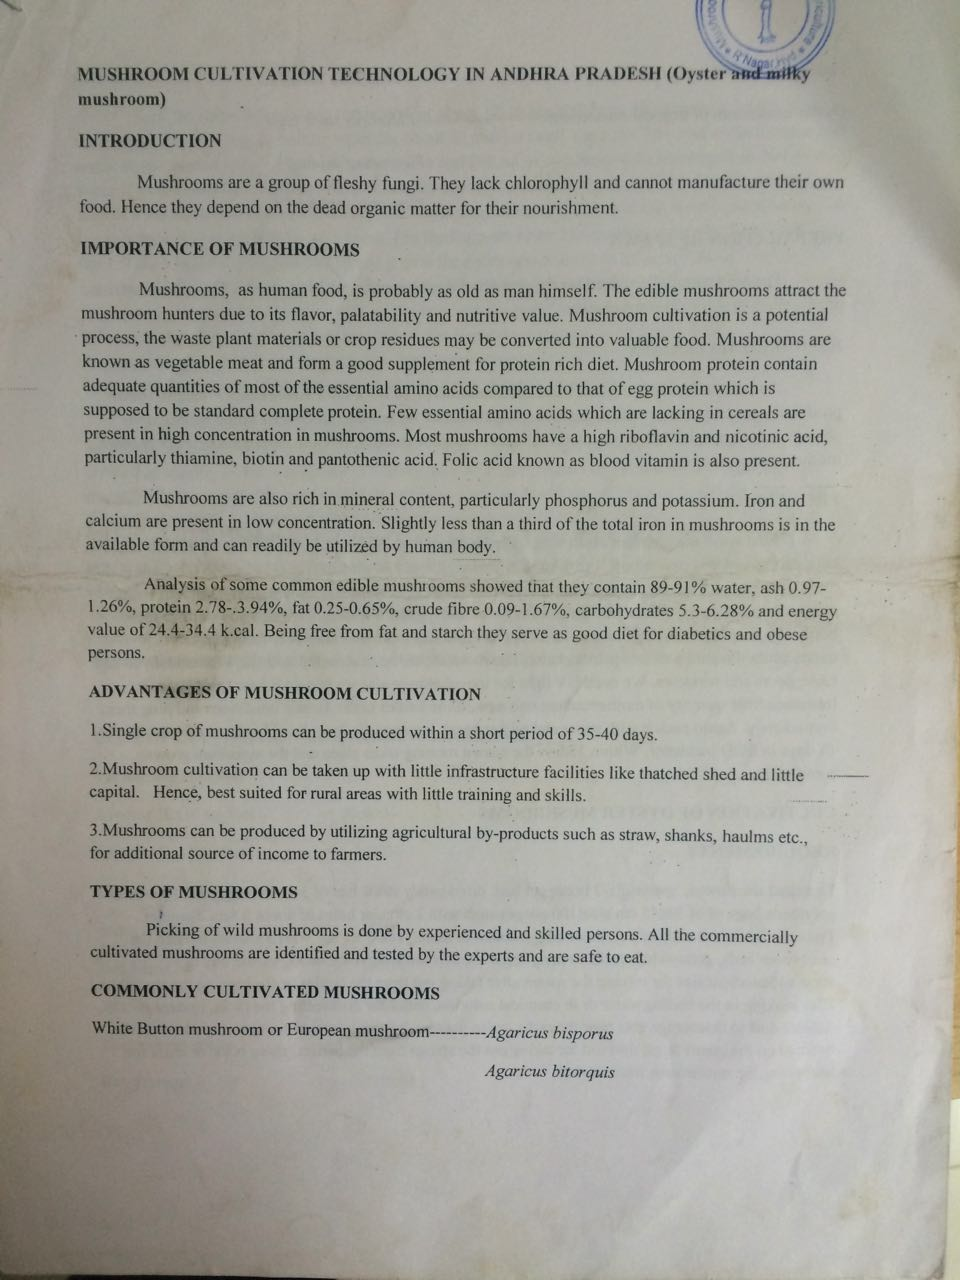 MUSHROOM CULTIVATION TECHNOLOGY IN ANDHRA PRADESH (Oyster and milky
mushroom)
INTRODUCTION
Mushrooms are a group of fleshy fungi. They lack chlorophyll and cannot manufacture their own
food. Hence they depend on the dead organic matter for their nourishment.
IMPORTANCE OF MUSHROOMS
Mushrooms, as human food, is probably as old as man himself. The edible mushrooms attract the
mushroom hunters due to its flavor, palatability and nutritive value. Mushroom cultivation is a potential
process, the waste plant materials or crop residues may be converted into valuable food. Mushrooms are
known as vegetable meat and form a good supplement for protein rich diet. Mushroom protein contain
adequate quantities of most of the essential amino acids compared to that of egg protein which is
supposed to be standard complete protein. Few essential amino acids which are lacking in cereals are
present in high concentration in mushrooms. Most mushrooms have a high riboflavin and nicotinic acid,
particularly thiamine, biotin and pantothenic acid. Folic acid known as blood vitamin is also present.
Mushrooms are also rich in mineral content, particularly phosphorus and potassium. Iron and
calcium are present in low concentration. Slightly less than a third of the total iron in mushrooms is in the
available form and can readily be utilized by human body.
Analysis of some common edible mushrooms showed that they contain 89-91% water, ash 0.97-
1.26%, protein 2.78-.3.94%, fat 0.25-0.65%, crude fibre 0.09-1.67%, carbohydrates 5.3-6.28% and energy
value of 24.4-34.4 k.cal. Being free from fat and starch they serve as good diet for diabetics and obese
persons.
ADVANTAGES OF MUSHROOM CULTIVATION
1.Single crop of mushrooms can be produced within a short period of 35-40 days.
2.Mushroom cultivation can be taken up with little infrastructure facilities like thatched shed and little
capital. Hence, best suited for rural areas with little training and skills.
3.Mushrooms can be produced by utilizing agricultural by-products such as straw, shanks, haulms etc.,
for additional source of income to farmers.
TYPES OF MUSHROOMS
Picking of wild mushrooms is done by experienced and skilled persons. All the commercially
cultivated mushrooms are identified and tested by the experts and are safe to eat.
COMMONLY CULTIVATED MUSHROOMS
White Button mushroom or European mushroom----------Agaricus bisporus
Agaricus bitorquis